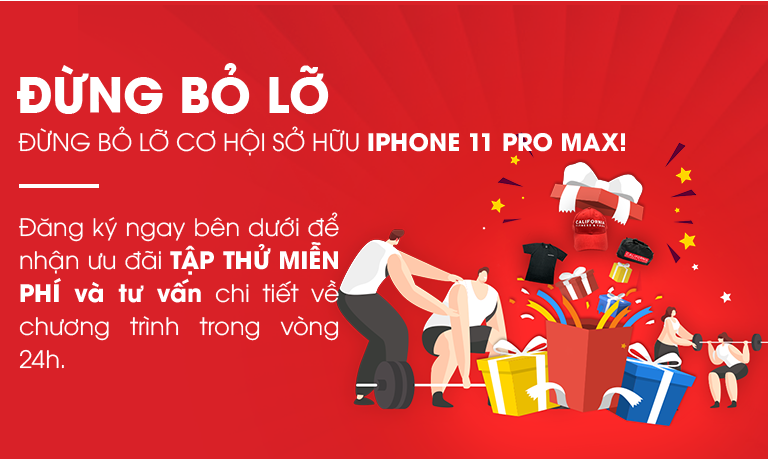 ĐỪNG BỎ LỠ
ĐỪNG BỎ LỠ CƠ HỘI SỞ HỮU IPHONE 11 PRO MAX!
Đăng ký ngay bên dưới để
nhận ưu đãi TẬP THỬ MIỄN
PHÍ và tư vấn chi tiết về
chương trình trong vòng
24h.
CALIFORNIA